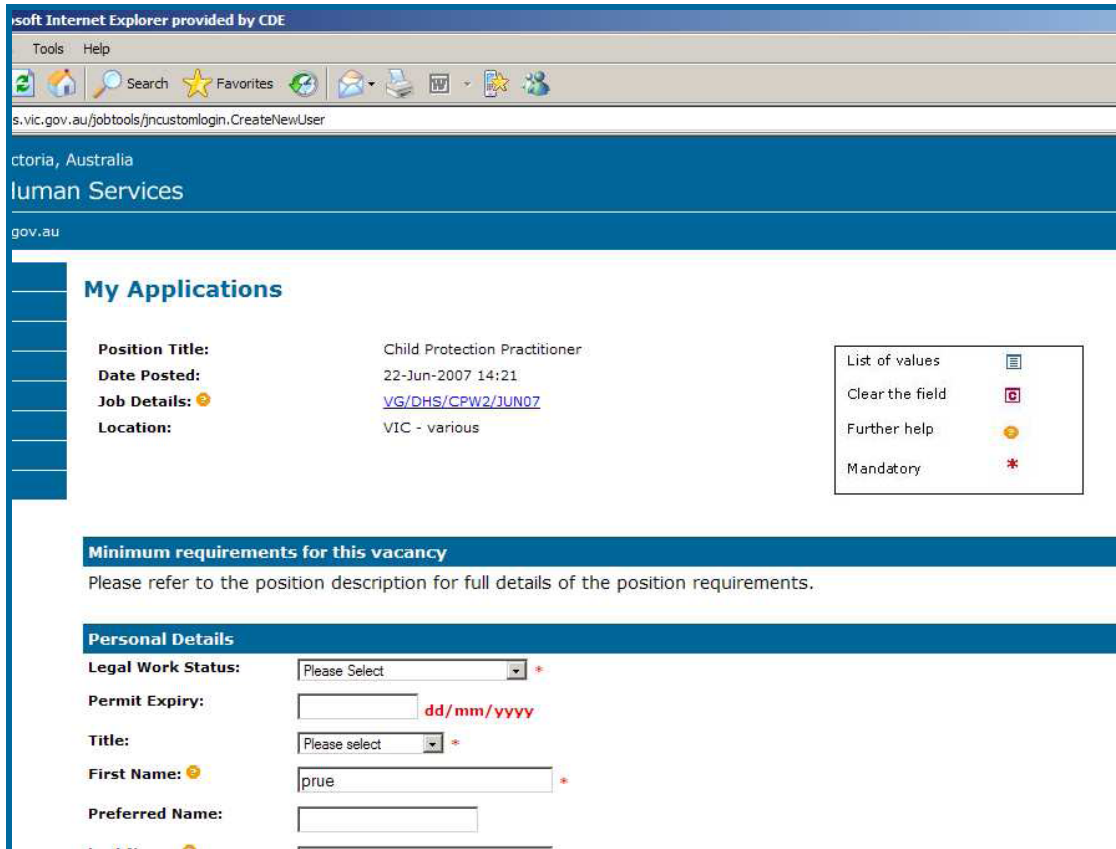 osoft Internet Explorer provided by CDE
Tools Help
Search Favorites
s.vic.gov.au/jobtools/jncustomlogin.CreateNewUser
ctoria, Australia
Human Services
gov.au
My Applications
Position Title: Child Protection Practitioner
Date Posted: 22-Jun-2007 14:21
Job Details: VG/DHS/CPW2/JUN07
Location: VIC - various
List of values
Clear the field
Further help
Mandatory *
Minimum requirements for this vacancy
Please refer to the position description for full details of the position requirements.
Personal Details
Legal Work Status: Please Select *
Permit Expiry: dd/mm/yyyy
Title: Please select *
First Name: prue *
Preferred Name: